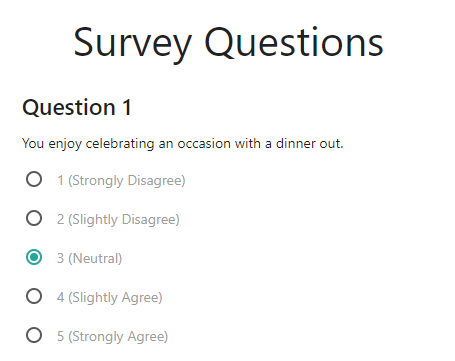 Survey Questions
Question 1
You enjoy celebrating an occasion with a dinner out.
1 (Strongly Disagree)
2 (Slightly Disagree)
3 (Neutral)
4 (Slightly Agree)
5 (Strongly Agree)